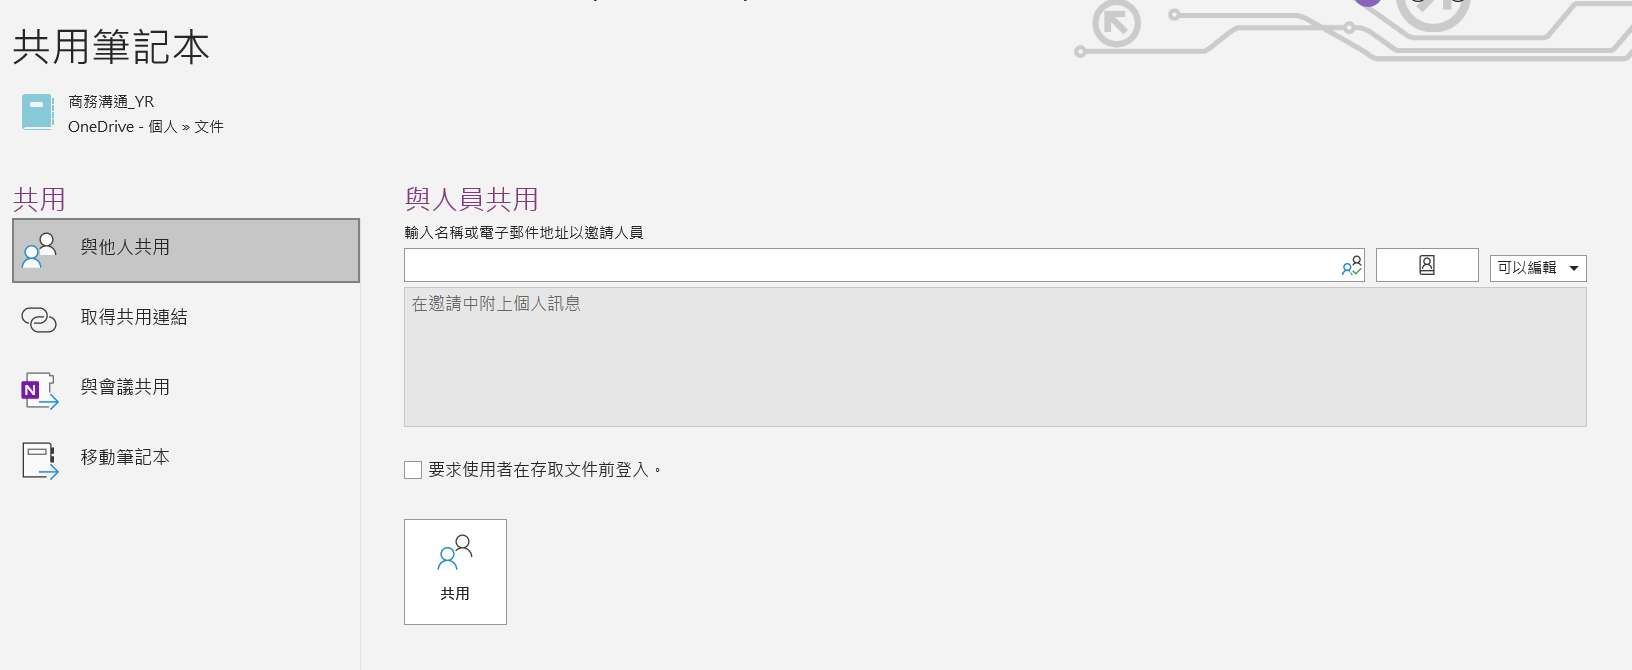 共用筆記本
商務溝通_YR
OneDrive - 個人 » 文件
共用
與他人共用
取得共用連結
與會議共用
移動筆記本
與人員共用
輸入名稱或電子郵件地址以邀請人員
可以編輯
在邀請中附上個人訊息
要求使用者在存取文件前登入。
共用